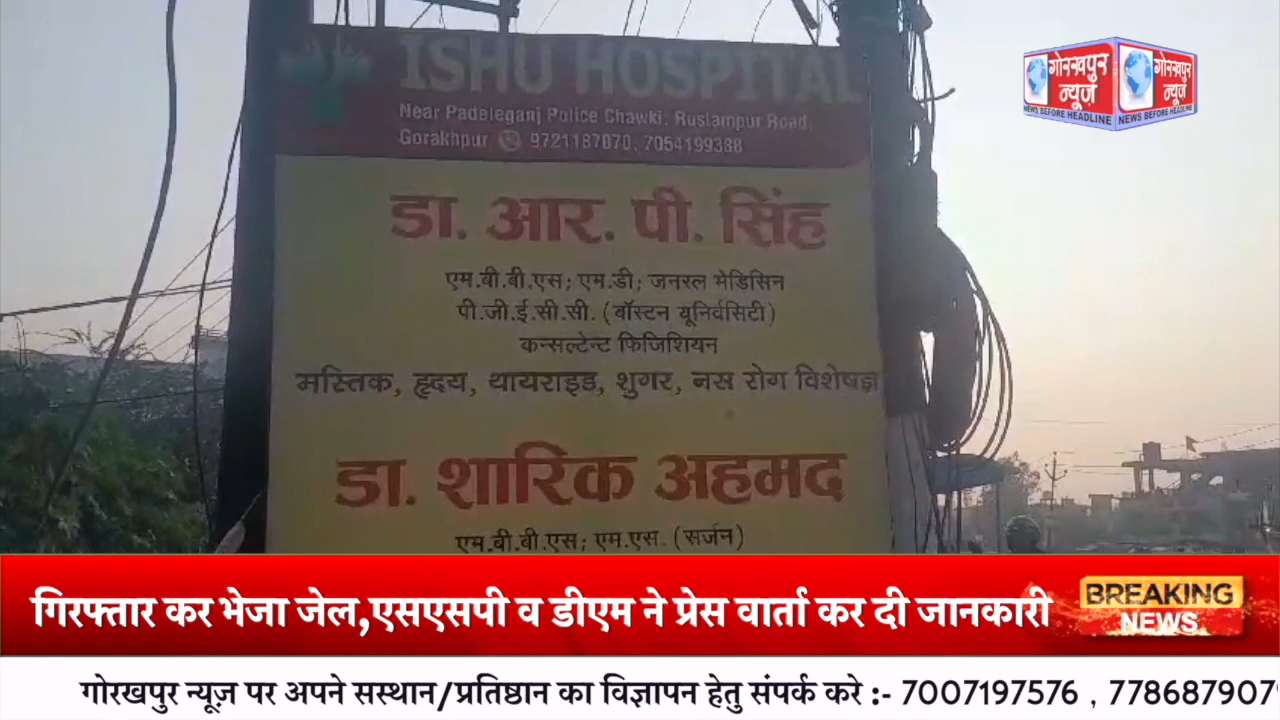 ISHU HOSPITAL
Near Padeleganj Police Chawki, Rustampur Road,
Gorakhpur 9721187070, 7054199388
डा. आर. पी. सिंह
एम.बी.बी.एस; एम.डी; जनरल मेडिसिन
पी.जी.ई.सी.सी. (बॉस्टन यूनिर्वसिटी)
कन्सल्टेन्ट फिजिशियन
मस्तिक, हृदय, थायराइड, शुगर, नस रोग विशेषज्ञ
डा. शारिक अहमद
एम.बी.बी.एस; एम.एस. (सर्जन)
गोरखपुर न्यूज़ गोरखपुर न्यूज़
NEWS BEFORE HEADLINE NEWS BEFORE HEADLINE
गिरफ्तार कर भेजा जेल,एसएसपी व डीएम ने प्रेस वार्ता कर दी जानकारी
BREAKING
NEWS
गोरखपुर न्यूज़ पर अपने सस्थान/प्रतिष्ठान का विज्ञापन हेतु संपर्क करे :- 7007197576 , 778687907